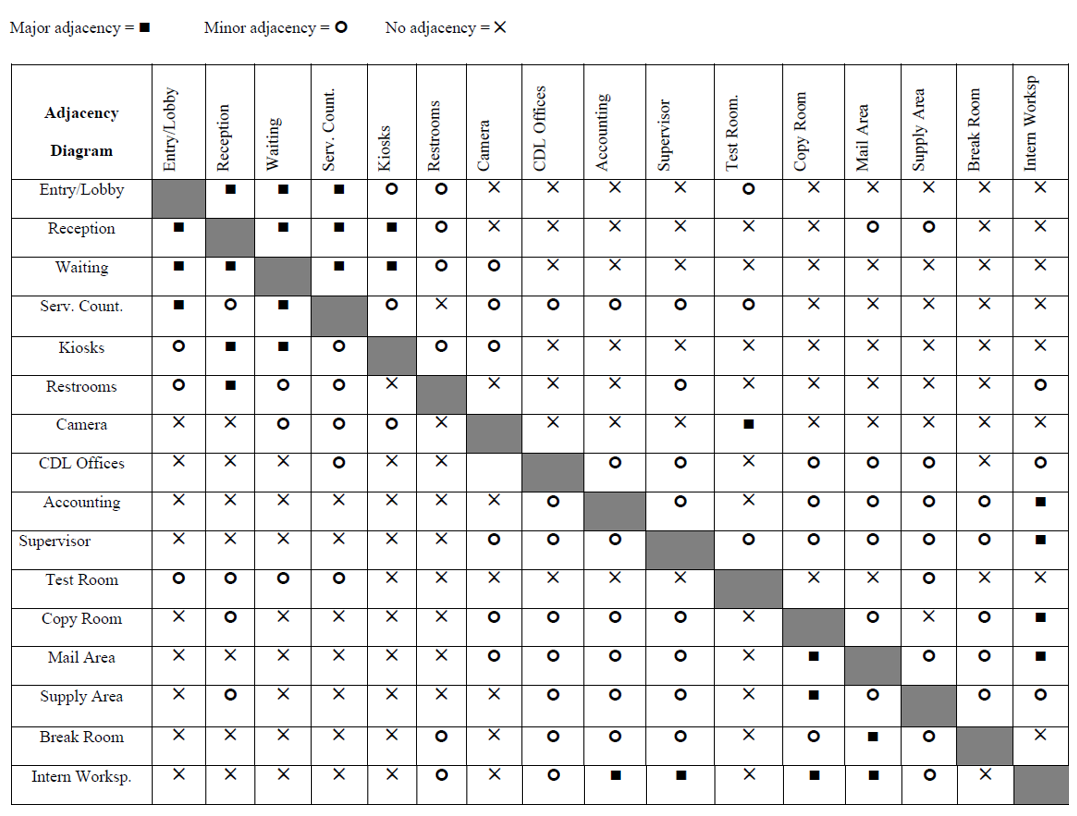 Major adjacency = ■ Minor adjacency = O No adjacency = ×
Adjacency
Diagram
Entry/Lobby
Reception
Waiting
Serv. Count.
Kiosks
Restrooms
Camera
CDL Offices
Accounting
Supervisor
Test Room.
Copy Room
Mail Area
Supply Area
Break Room
Intern Worksp
Entry/Lobby ■ ■ ■ O O × × × × O × × × × ×
Reception ■ ■ ■ ■ O × × × × × × O O × ×
Waiting ■ ■ ■ ■ O O × × × × × × × × ×
Serv. Count. ■ O ■ O × O O O O O × × × × ×
Kiosks O ■ ■ O O O × × × × × × × × ×
Restrooms O ■ O O × × × × O × × × × × O
Camera × × O O O × × × × ■ × × × × ×
CDL Offices × × × O × × O O × O O O × O
Accounting × × × × × × × O O × O O O O ■
Supervisor × × × × × × O O O O O O O O ■
Test Room O O O O × × × × × × × × O × ×
Copy Room × O × × × × O O O O × O × O ■
Mail Area × × × × × × O O O O × ■ O O ■
Supply Area × O × × × × × O O O × ■ O O O
Break Room × × × × × O × O O O × O ■ O ×
Intern Worksp. × × × × × O × O ■ ■ × ■ ■ O ×